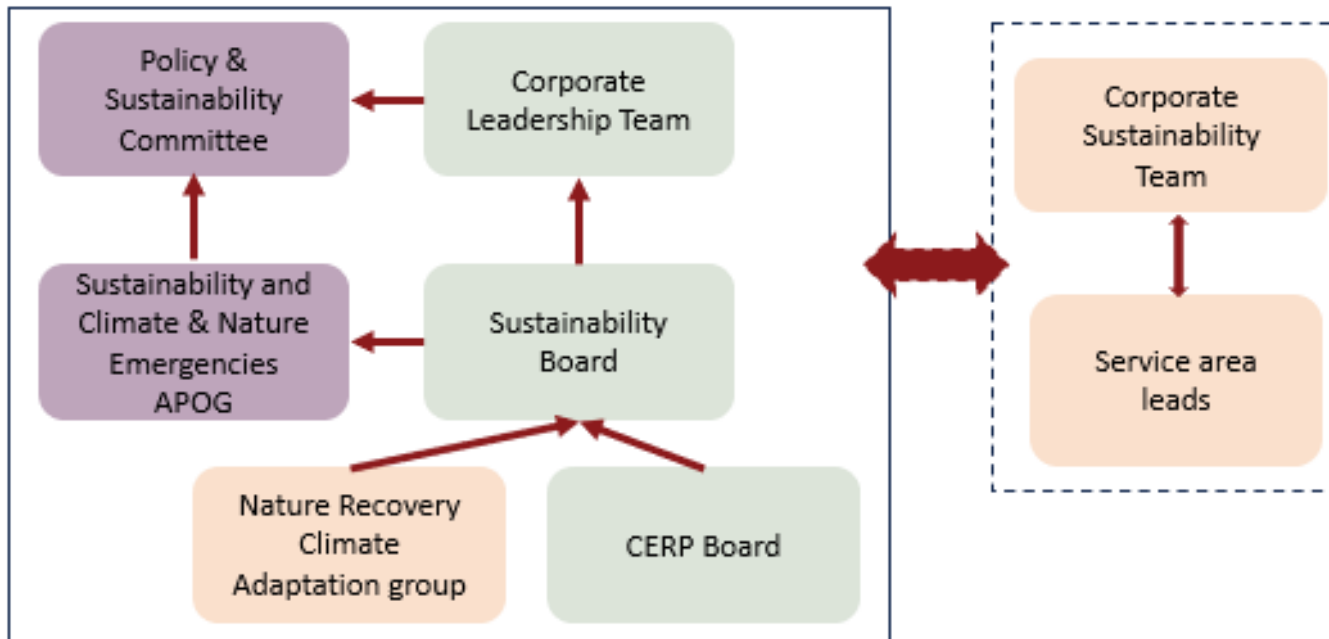 Policy &
Sustainability
Committee
Corporate
Leadership Team
Sustainability and
Climate & Nature
Emergencies
APOG
Sustainability
Board
Nature Recovery
Climate
Adaptation group
CERP Board
Corporate
Sustainability
Team
Service area
leads